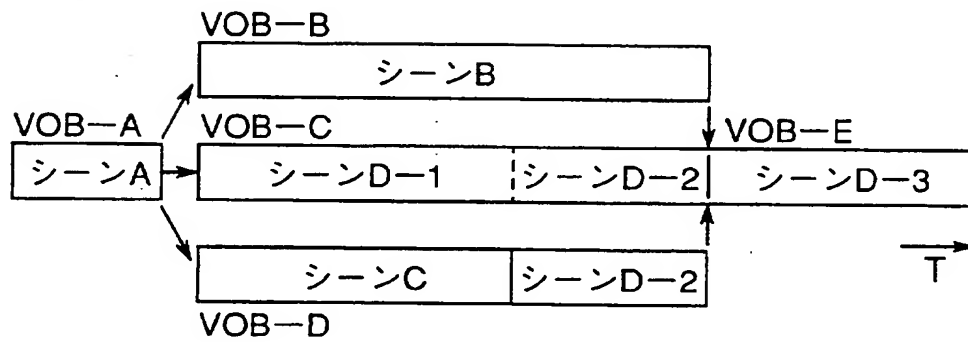 VOB—B
シーンB
VOB—A
VOB—C
VOB—E
シーンA
シーンD—1
シーンD—2
シーンD—3
シーンC
シーンD—2
T
VOB—D